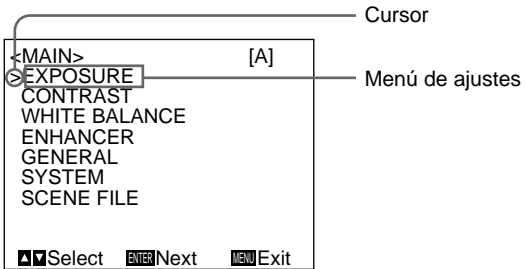 Cursor
<MAIN> [A]
>EXPOSURE
Menú de ajustes
CONTRAST
WHITE BALANCE
ENHANCER
GENERAL
SYSTEM
SCENE FILE
▲▼Select ENTER Next MENU Exit